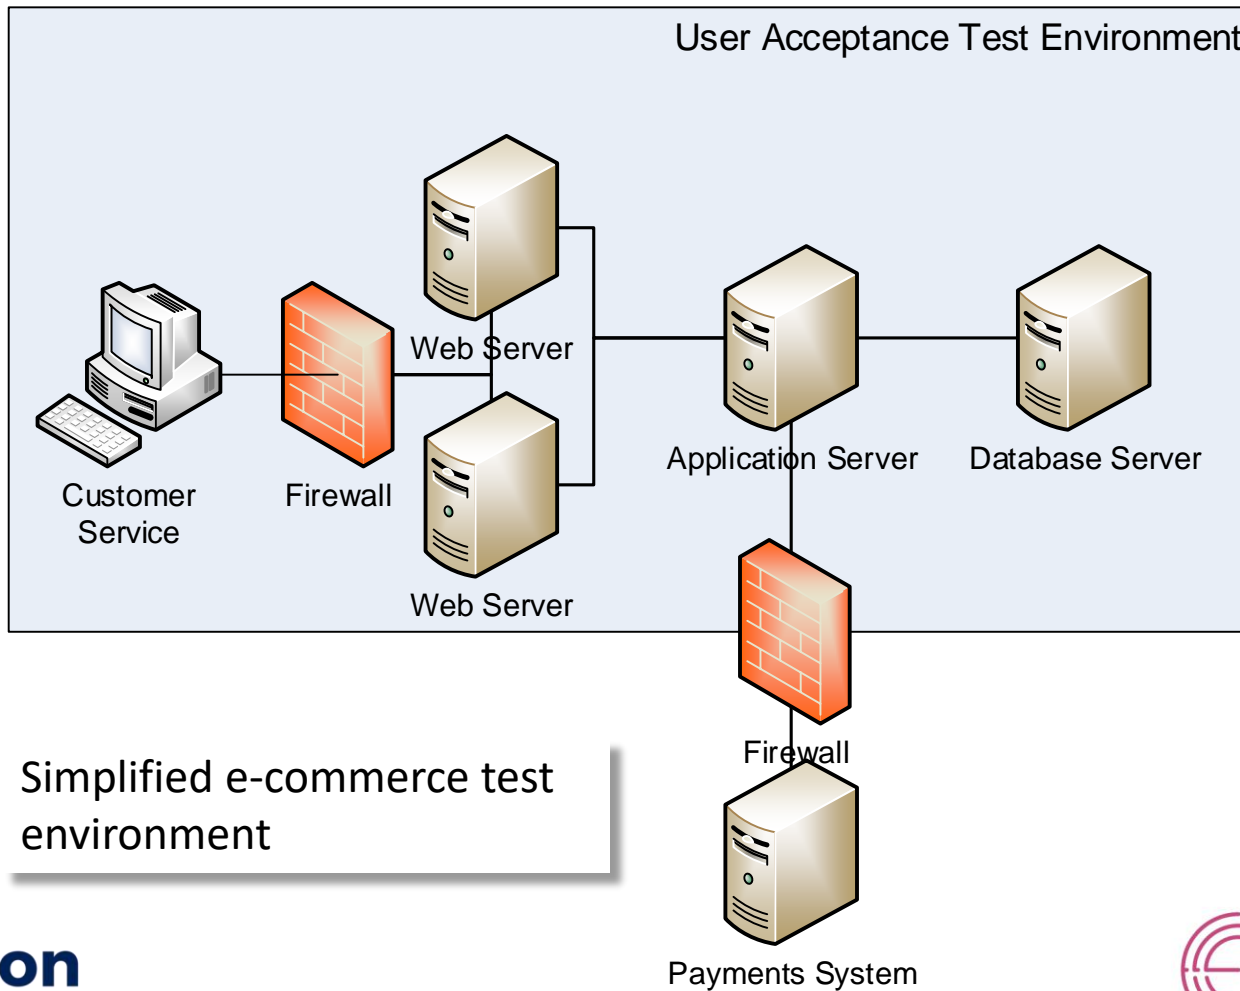 User Acceptance Test Environment
Web Server
Customer
Service
Firewall
Application Server
Database Server
Web Server
Firewall
Simplified e-commerce test
environment
Payments System
on